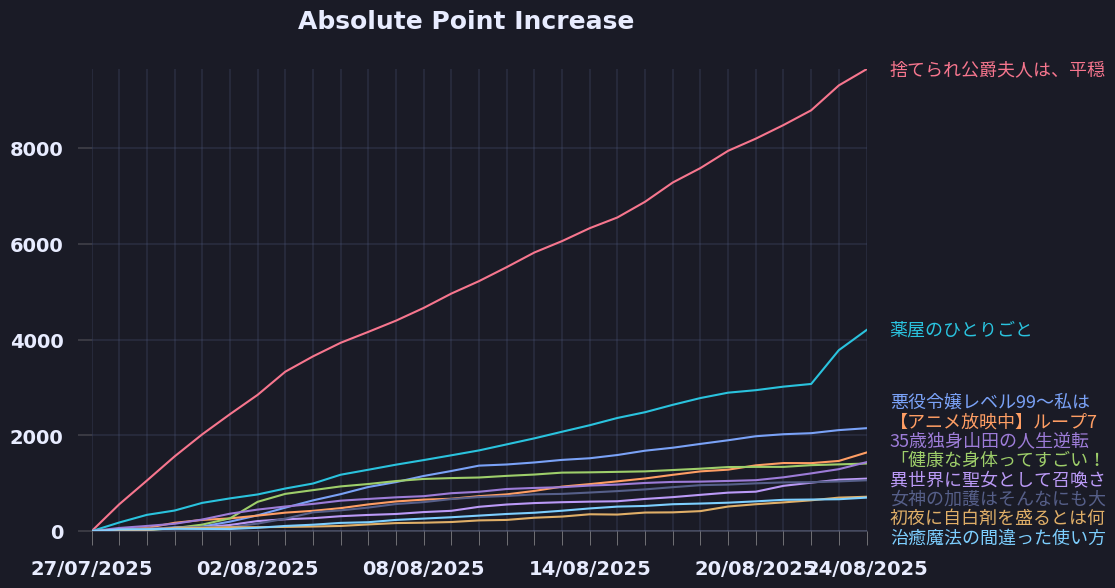 Absolute Point Increase
捨てられ公爵夫人は、平穏
8000
6000
4000
薬屋のひとりごと
悪役令嬢レベル99～私は
【アニメ放映中】ループ7
2000
35歳独身山田の人生逆転
「健康な身体ってすごい！
異世界に聖女として召喚さ
女神の加護はそんなにも大
初夜に自白剤を盛るとは何
0
治癒魔法の間違った使い方
27/07/2025
02/08/2025
08/08/2025
14/08/2025
20/08/2025
24/08/2025